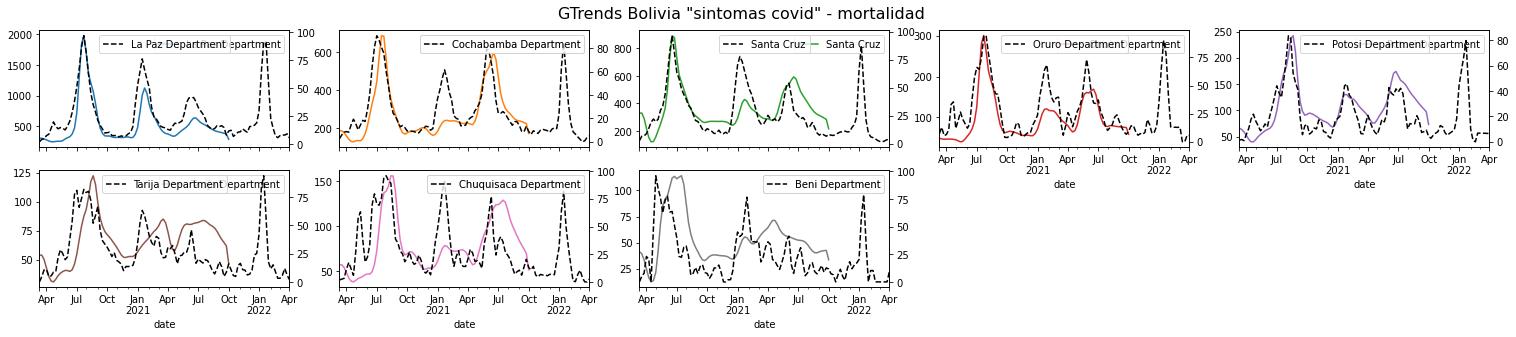 GTrends Bolivia "sintomas covid" - mortalidad
La Paz Department epartment
Cochabamba Department
Santa Cruz Santa Cruz
Oruro Department epartment
Potosi Department epartment
2000 1500 1000 500
100 75 50 25 0
600 400 200
80 60 40 20 0
800 600 400 200
100 75 50 25 0
300 200 100
75 50 25 0
250 200 150 100 50
80 60 40 20 0
Apr Jul Oct Jan Apr Jul Oct Jan Apr
2021 2022
date
Apr Jul Oct Jan Apr Jul Oct Jan Apr
2021 2022
date
Tarija Department epartment
Chuquisaca Department
Beni Department
125 100 75 50
75 50 25 0
150 100 50
100 75 50 25 0
100 75 50 25
100 75 50 25 0
Apr Jul Oct Jan Apr Jul Oct Jan Apr
2021 2022
date
Apr Jul Oct Jan Apr Jul Oct Jan Apr
2021 2022
date
Apr Jul Oct Jan Apr Jul Oct Jan Apr
2021 2022
date